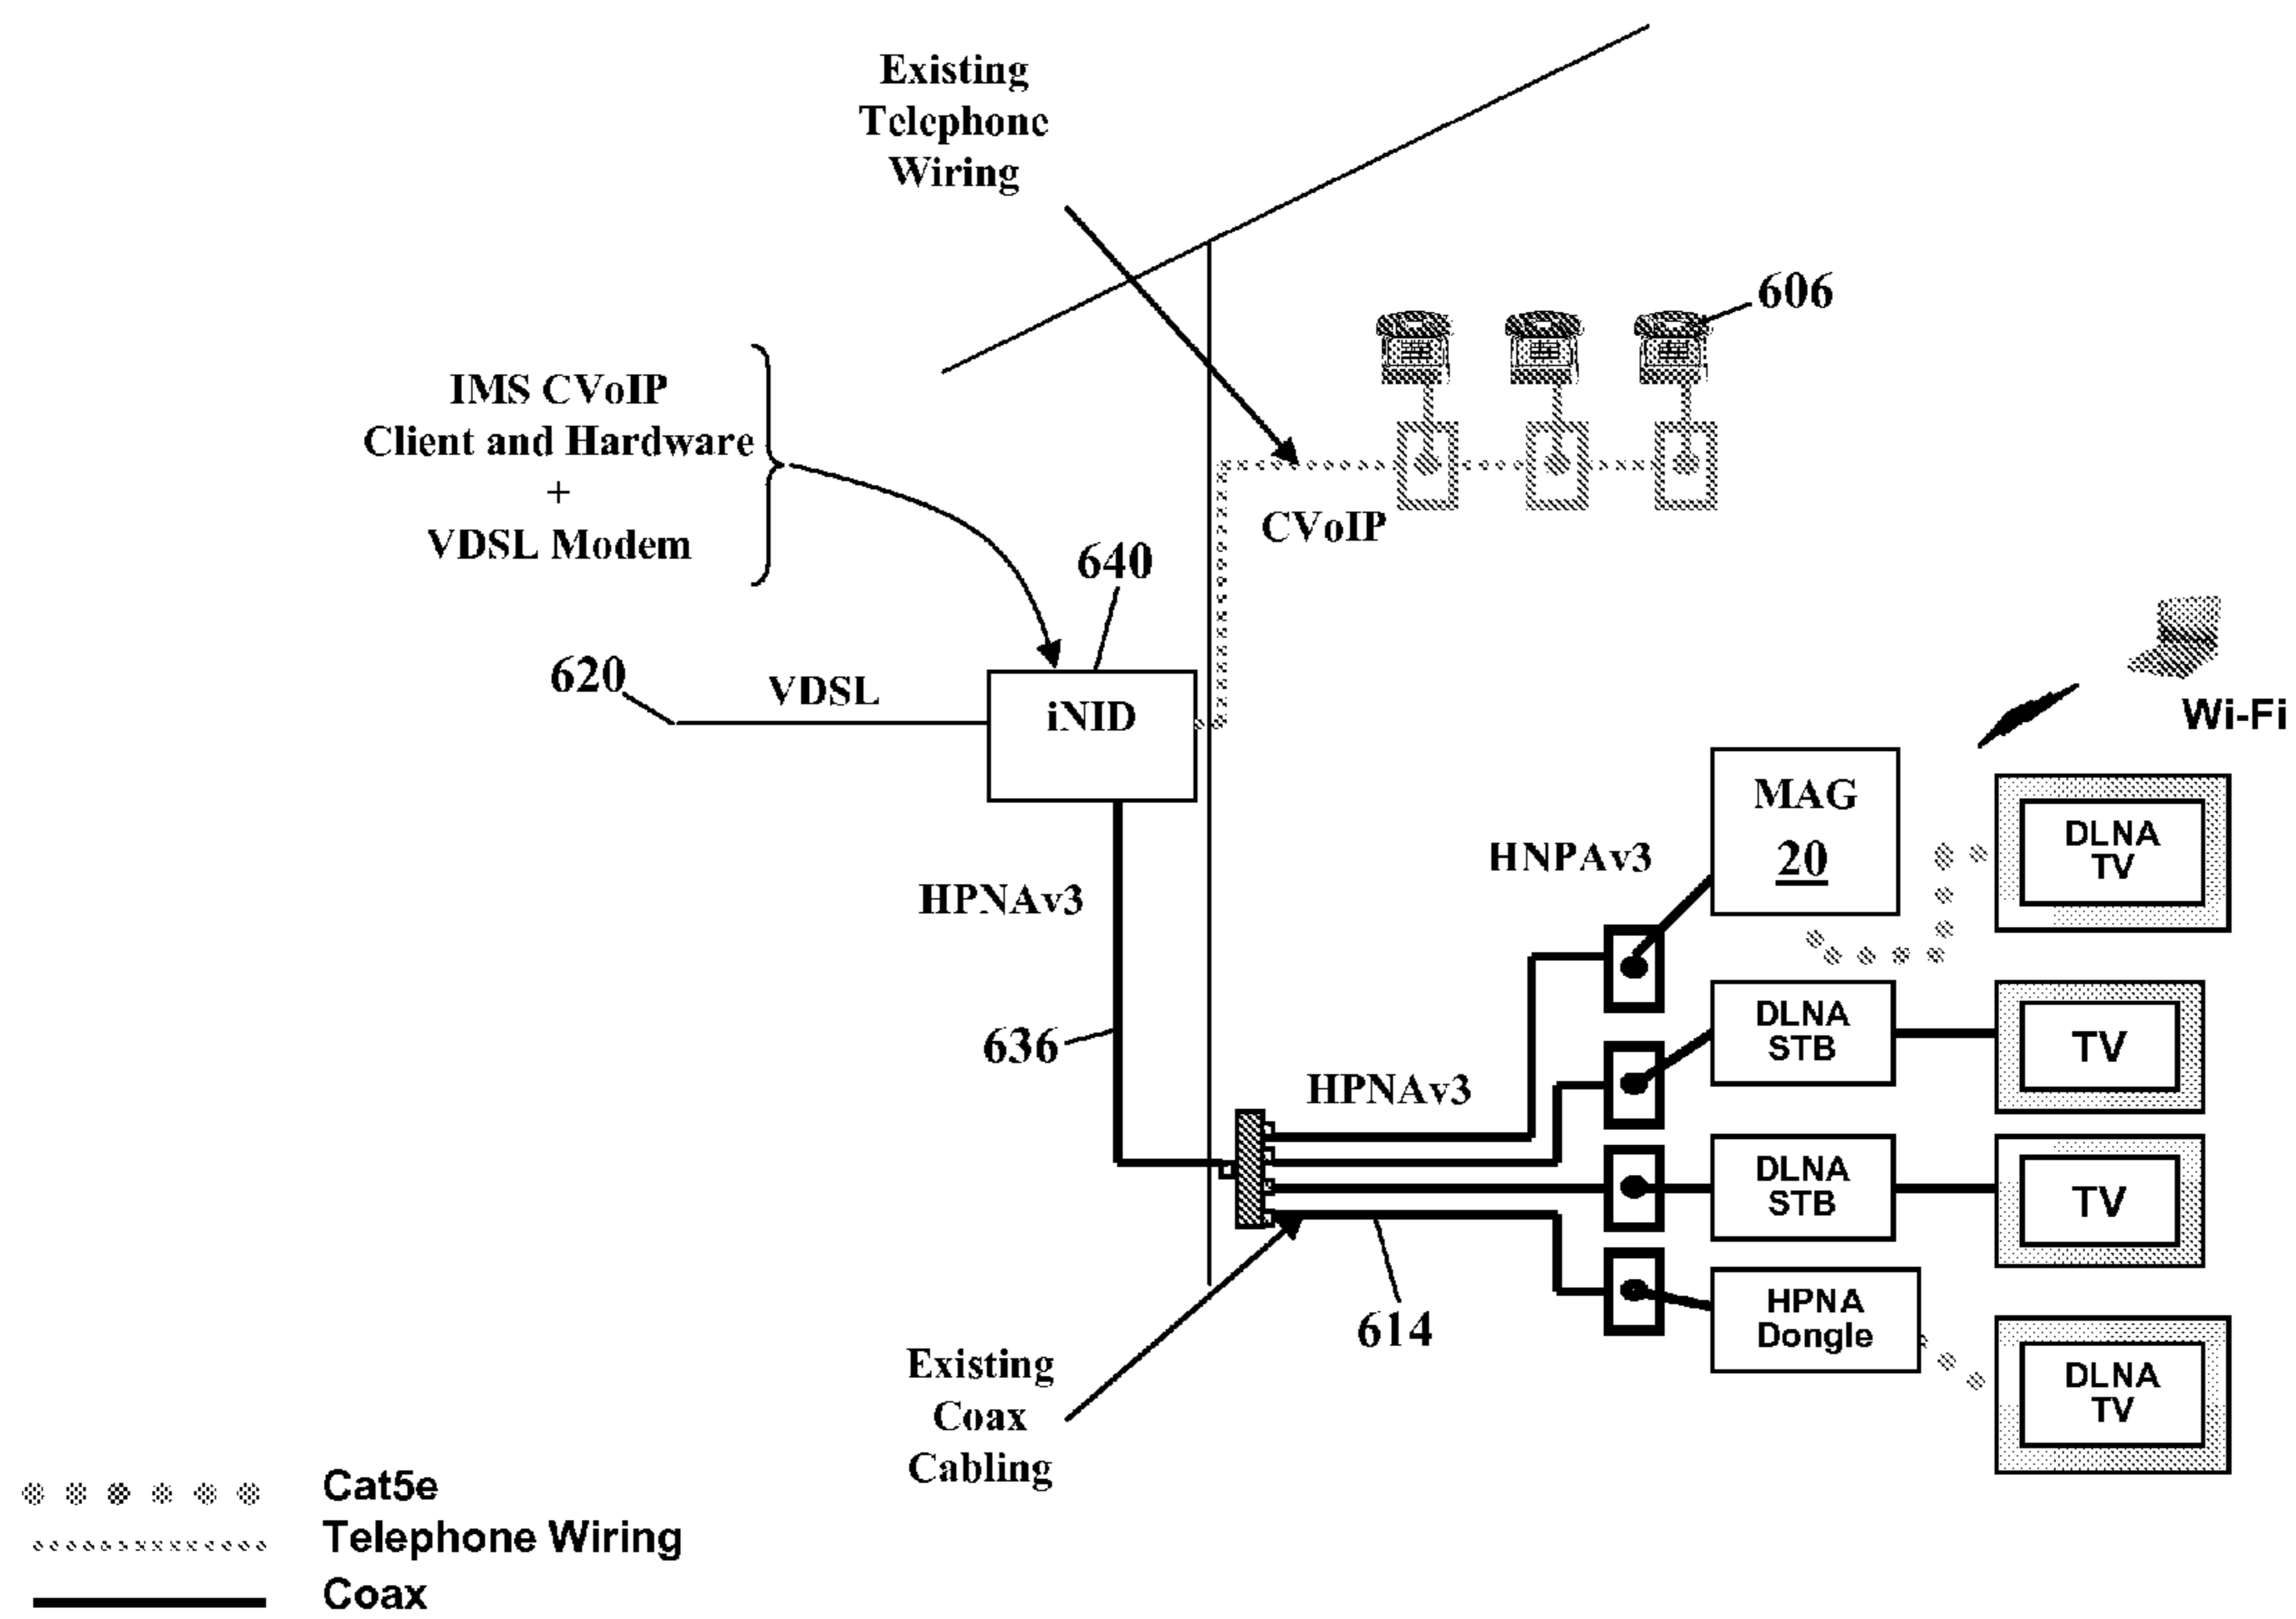 Existing
Telephone
Wiring
606
IMS CVoIP
Client and Hardware
+
VDSL Modem
CVoIP
640
620
VDSL
iNID
Wi-Fi
MAG
20
DLNA
TV
HNPAv3
HPNAv3
636
DLNA
STB
TV
HPNAv3
DLNA
STB
TV
614
HPNA
Dongle
DLNA
TV
Existing
Coax
Cabling
Cat5e
Telephone Wiring
Coax